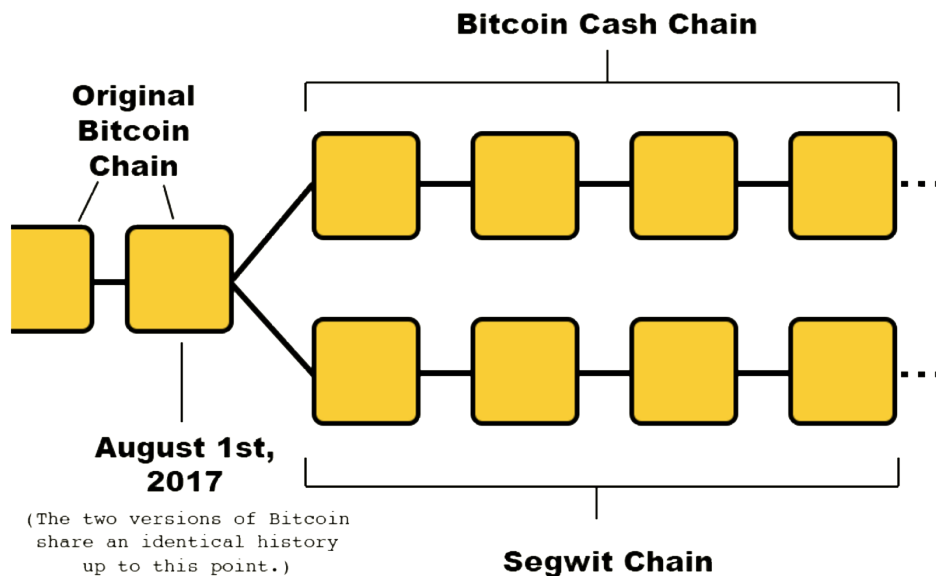 Bitcoin Cash Chain
Original
Bitcoin
Chain
August 1st,
2017
(The two versions of Bitcoin
share an identical history
up to this point.)
Segwit Chain